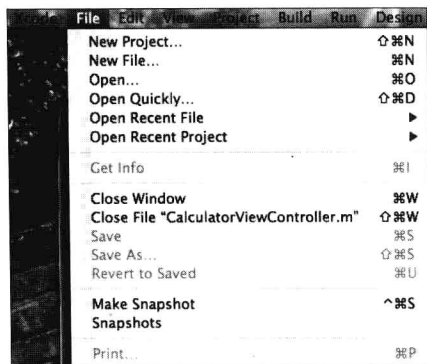 Xcode File Edit View Project Build Run Design
New Project... ⇧⌘N
New File... ⌘N
Open... ⌘O
Open Quickly... ⇧⌘D
Open Recent File ▶
Open Recent Project ▶
Get Info ⌘I
Close Window ⌘W
Close File “CalculatorViewController.m” ⇧⌘W
Save ⌘S
Save As... ⇧⌘S
Revert to Saved ⌘U
Make Snapshot ^⌘S
Snapshots
Print... ⌘P